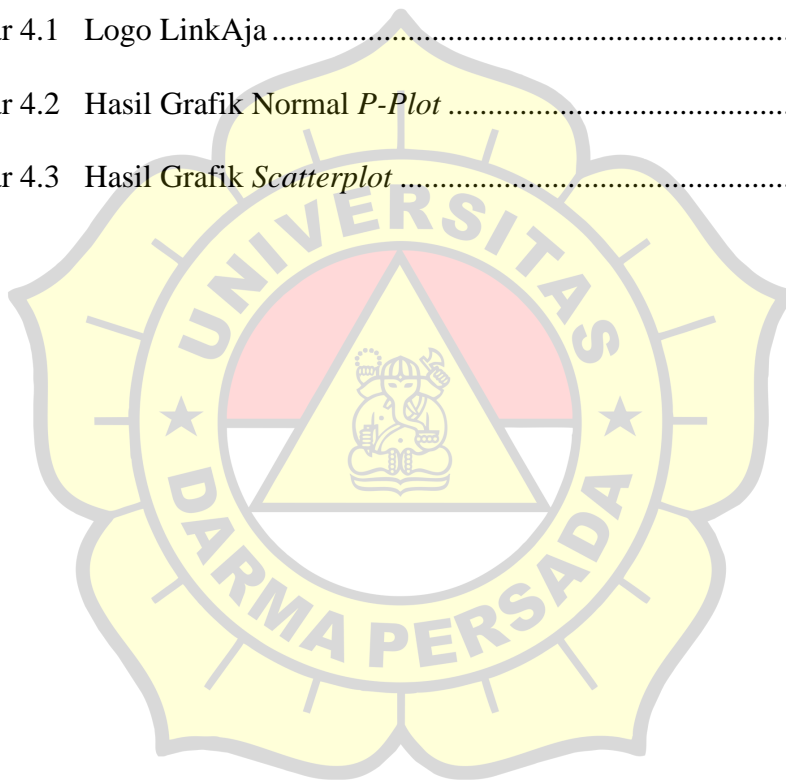 r 4.1 Logo LinkAja ................................................................
r 4.2 Hasil Grafik Normal P-Plot ..........................................
r 4.3 Hasil Grafik Scatterplot ................................................
UNIVERSITAS
DARMA PERSADA